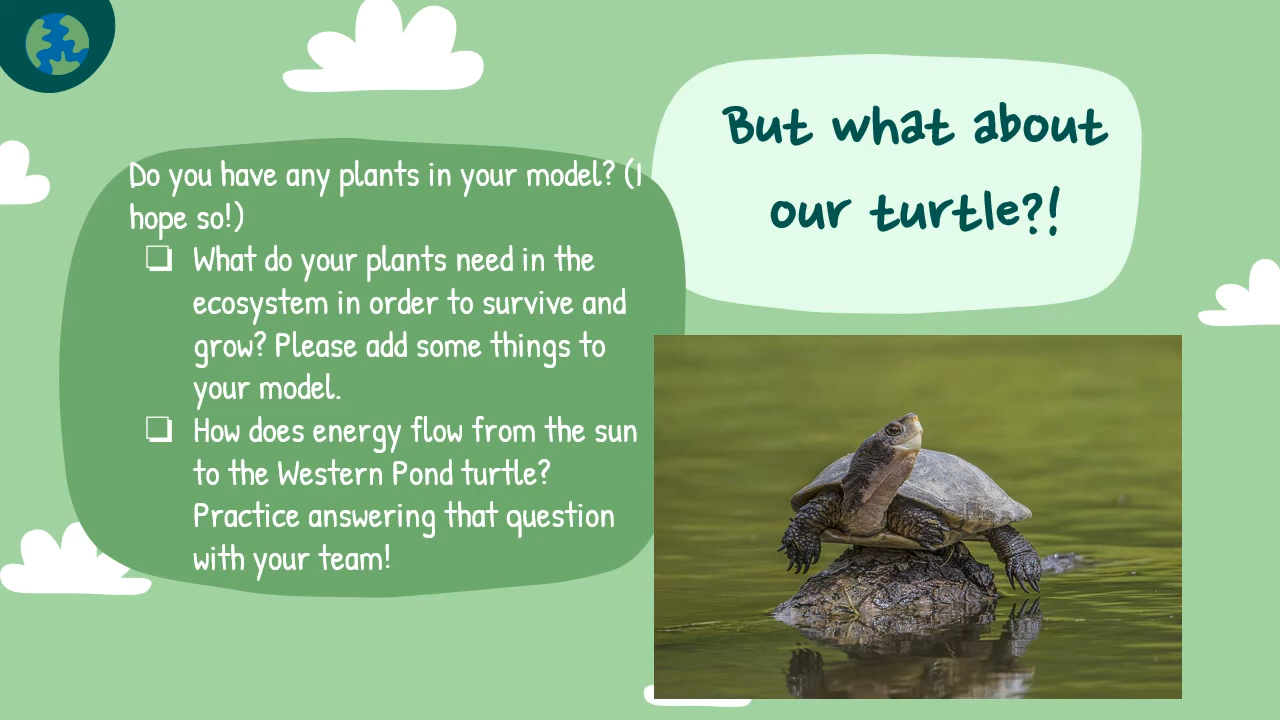 But what about
our turtle?!
Do you have any plants in your model? (I
hope so!)
❏ What do your plants need in the
ecosystem in order to survive and
grow? Please add some things to
your model.
❏ How does energy flow from the sun
to the Western Pond turtle?
Practice answering that question
with your team!